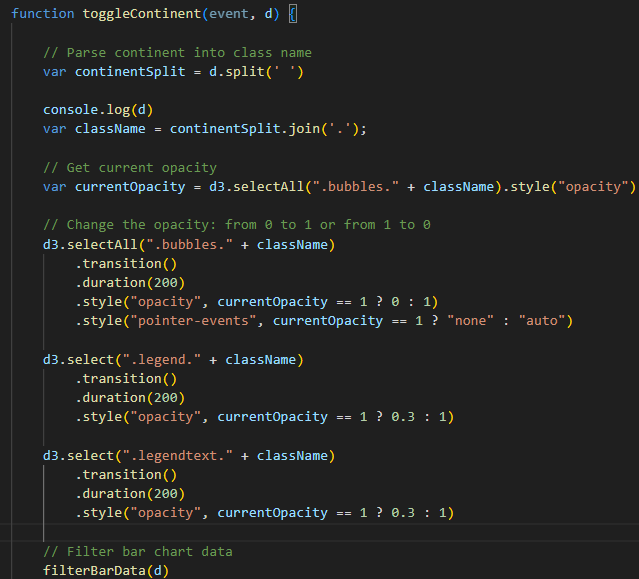 function toggleContinent(event, d) {
// Parse continent into class name
var continentSplit = d.split(' ')
console.log(d)
var className = continentSplit.join('.');
// Get current opacity
var currentOpacity = d3.selectAll(".bubbles." + className).style("opacity")
// Change the opacity: from 0 to 1 or from 1 to 0
d3.selectAll(".bubbles." + className)
.transition()
.duration(200)
.style("opacity", currentOpacity == 1 ? 0 : 1)
.style("pointer-events", currentOpacity == 1 ? "none" : "auto")
d3.select(".legend." + className)
.transition()
.duration(200)
.style("opacity", currentOpacity == 1 ? 0.3 : 1)
d3.select(".legendtext." + className)
.transition()
.duration(200)
.style("opacity", currentOpacity == 1 ? 0.3 : 1)
// Filter bar chart data
filterBarData(d)